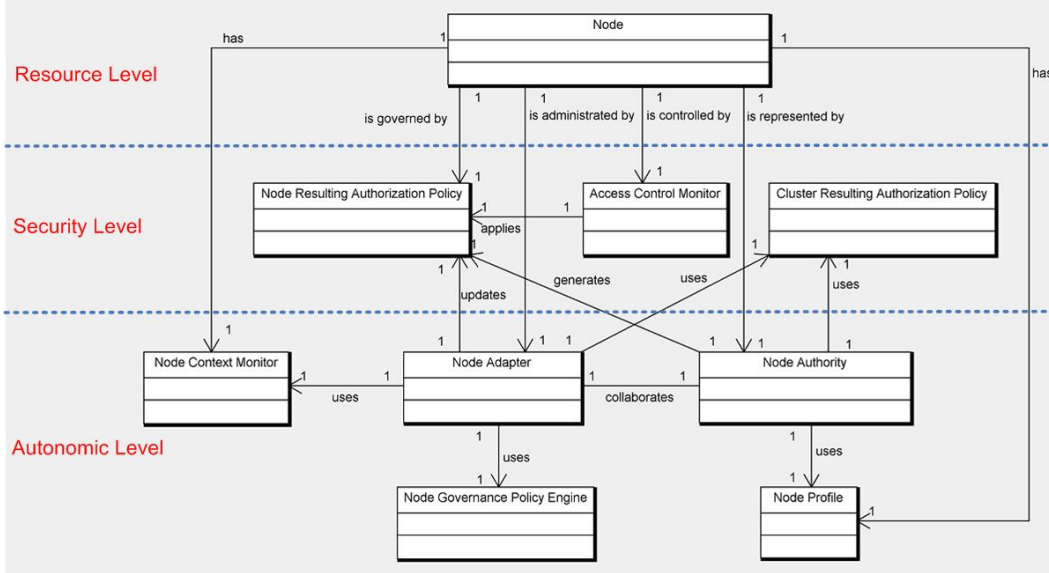 Node
has
1
1
has
Resource Level
1
1
1
1
is governed by
is administrated by
is controlled by
is represented by
1
1
Node Resulting Authorization Policy
Access Control Monitor
Cluster Resulting Authorization Policy
1
1
applies
Security Level
1
1
1
1
generates
uses
uses
updates
1
1
1
1
1
1
1
Node Context Monitor
Node Adapter
Node Authority
1
1
1
1
uses
collaborates
Autonomic Level
1
1
uses
uses
1
1
Node Governance Policy Engine
Node Profile
1